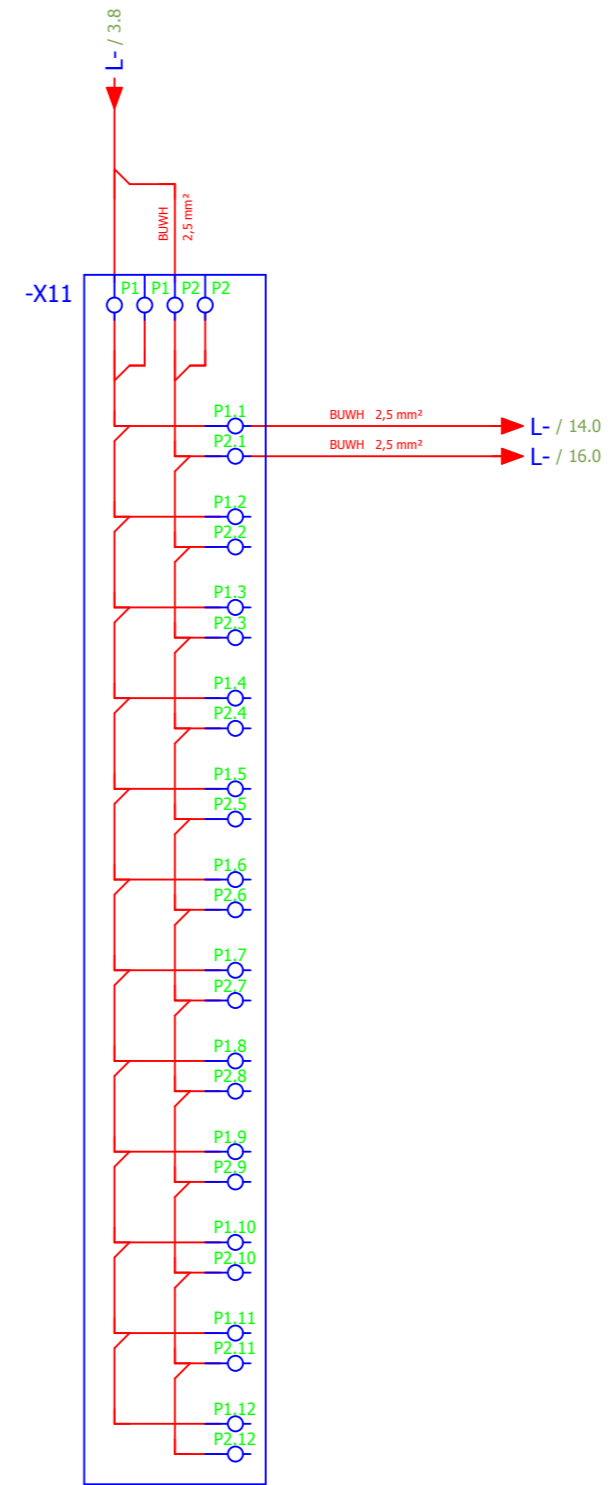 L- / 3.8
BUWH
2,5 mm²
-X11
P1 P1 P2 P2
P1.1 BUWH 2,5 mm² L- / 14.0
P2.1 BUWH 2,5 mm² L- / 16.0
P1.2
P2.2
P1.3
P2.3
P1.4
P2.4
P1.5
P2.5
P1.6
P2.6
P1.7
P2.7
P1.8
P2.8
P1.9
P2.9
P1.10
P2.10
P1.11
P2.11
P1.12
P2.12